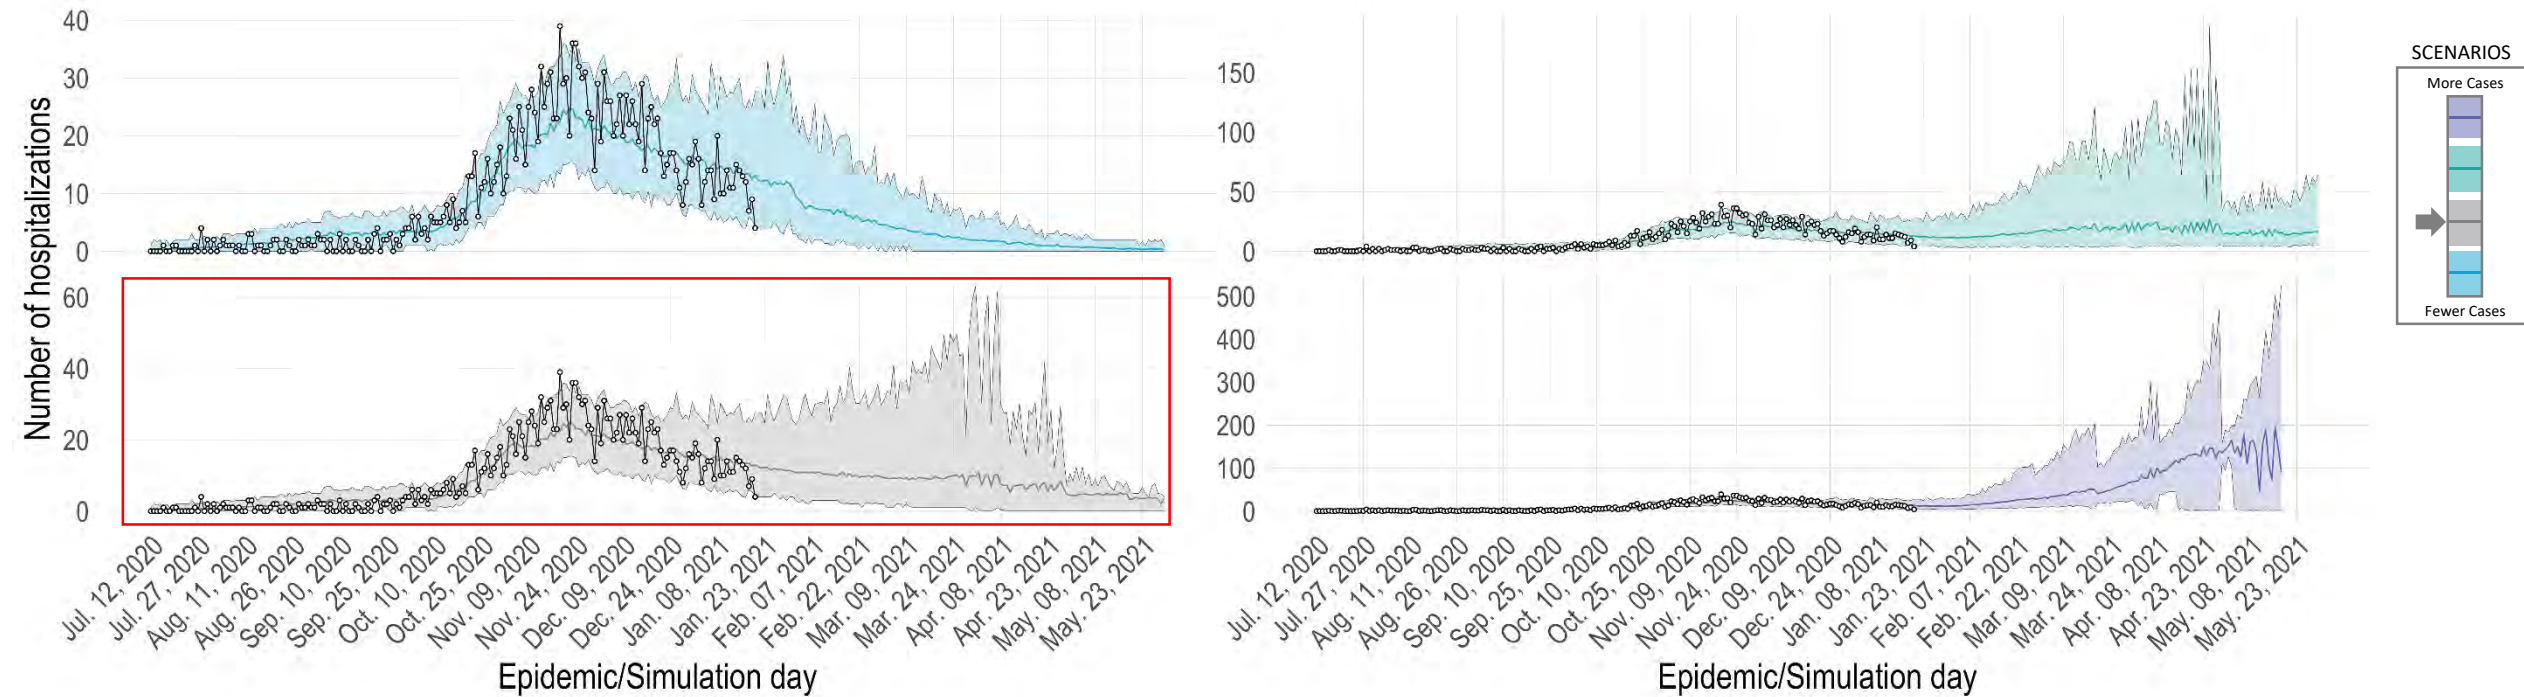 Number of hospitalizations
40
30
20
10
0
60
40
20
0
Jul. 12, 2020
Jul. 27, 2020
Aug. 11, 2020
Aug. 26, 2020
Sep. 10, 2020
Sep. 25, 2020
Oct. 10, 2020
Oct. 25, 2020
Nov. 09, 2020
Nov. 24, 2020
Dec. 09, 2020
Dec. 24, 2020
Jan. 08, 2021
Jan. 23, 2021
Feb. 07, 2021
Feb. 22, 2021
Mar. 09, 2021
Mar. 24, 2021
Apr. 08, 2021
Apr. 23, 2021
May. 08, 2021
May. 23, 2021
Epidemic/Simulation day
150
100
50
0
500
400
300
200
100
0
Jul. 12, 2020
Jul. 27, 2020
Aug. 11, 2020
Aug. 26, 2020
Sep. 10, 2020
Sep. 25, 2020
Oct. 10, 2020
Oct. 25, 2020
Nov. 09, 2020
Nov. 24, 2020
Dec. 09, 2020
Dec. 24, 2020
Jan. 08, 2021
Jan. 23, 2021
Feb. 07, 2021
Feb. 22, 2021
Mar. 09, 2021
Mar. 24, 2021
Apr. 08, 2021
Apr. 23, 2021
May. 08, 2021
May. 23, 2021
Epidemic/Simulation day
SCENARIOS
More Cases
Fewer Cases